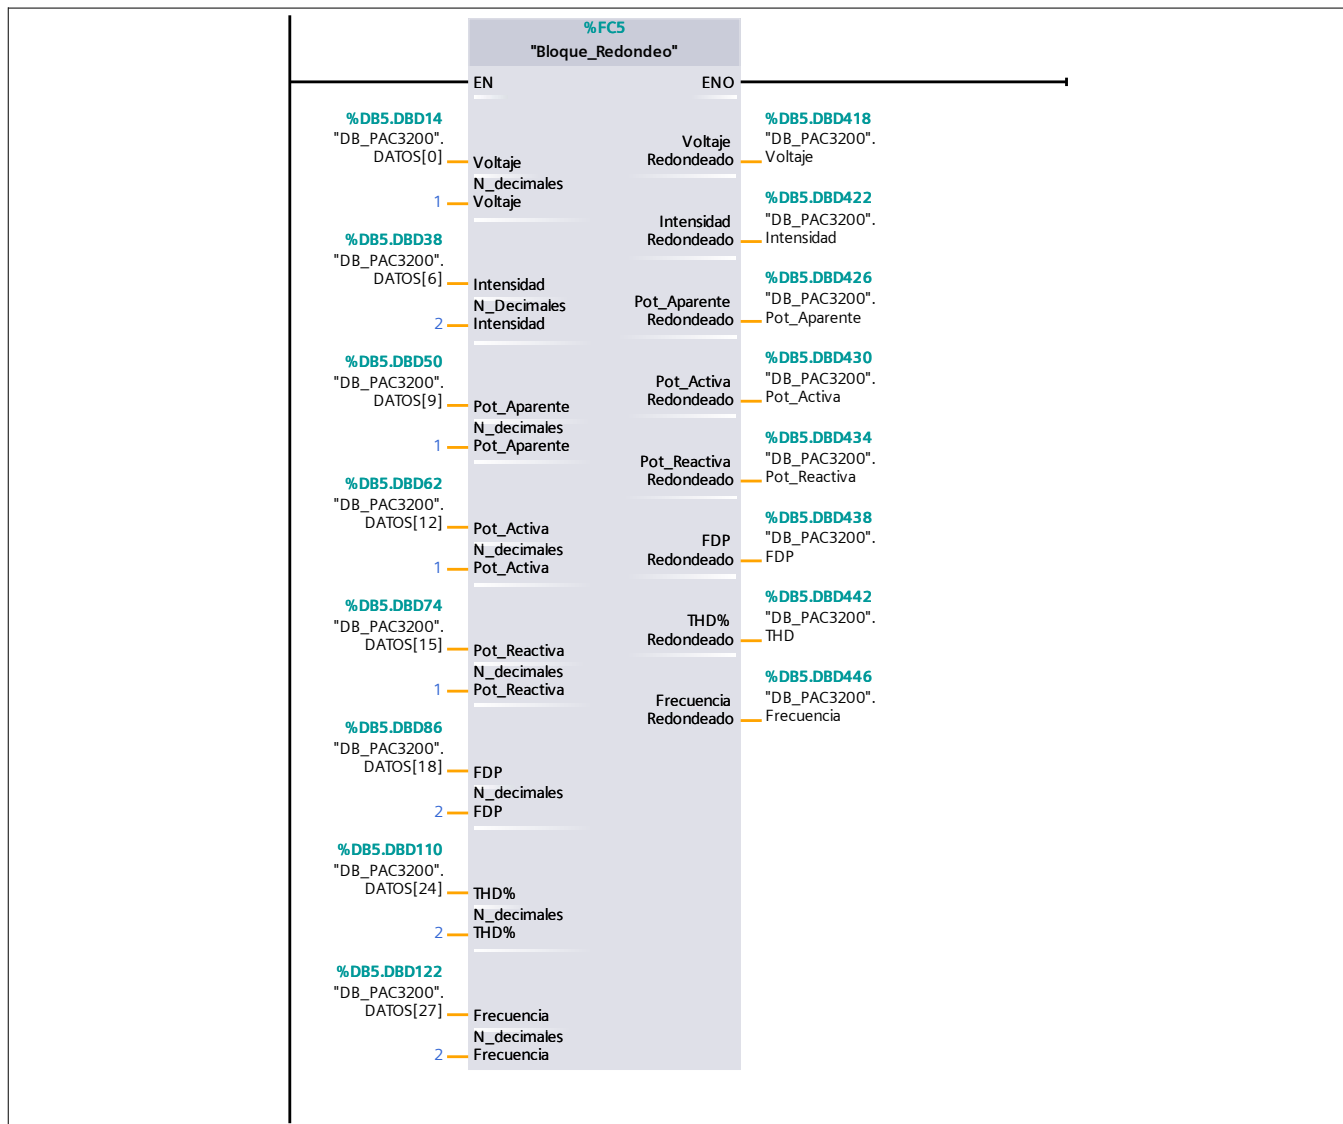 %FC5
"Bloque_Redondeo"
EN
ENO
%DB5.DBD14
"DB_PAC3200".
DATOS[0]
Voltaje
N_decimales
1
Voltaje
%DB5.DBD38
"DB_PAC3200".
DATOS[6]
Intensidad
N_Decimales
2
Intensidad
%DB5.DBD50
"DB_PAC3200".
DATOS[9]
Pot_Aparente
N_decimales
1
Pot_Aparente
%DB5.DBD62
"DB_PAC3200".
DATOS[12]
Pot_Activa
N_decimales
1
Pot_Activa
%DB5.DBD74
"DB_PAC3200".
DATOS[15]
Pot_Reactiva
N_decimales
1
Pot_Reactiva
%DB5.DBD86
"DB_PAC3200".
DATOS[18]
FDP
N_decimales
2
FDP
%DB5.DBD110
"DB_PAC3200".
DATOS[24]
THD%
N_decimales
2
THD%
%DB5.DBD122
"DB_PAC3200".
DATOS[27]
Frecuencia
N_decimales
2
Frecuencia
Voltaje
Redondeado
%DB5.DBD418
"DB_PAC3200".
Voltaje
Intensidad
Redondeado
%DB5.DBD422
"DB_PAC3200".
Intensidad
Pot_Aparente
Redondeado
%DB5.DBD426
"DB_PAC3200".
Pot_Aparente
Pot_Activa
Redondeado
%DB5.DBD430
"DB_PAC3200".
Pot_Activa
Pot_Reactiva
Redondeado
%DB5.DBD434
"DB_PAC3200".
Pot_Reactiva
FDP
Redondeado
%DB5.DBD438
"DB_PAC3200".
FDP
THD%
Redondeado
%DB5.DBD442
"DB_PAC3200".
THD
Frecuencia
Redondeado
%DB5.DBD446
"DB_PAC3200".
Frecuencia